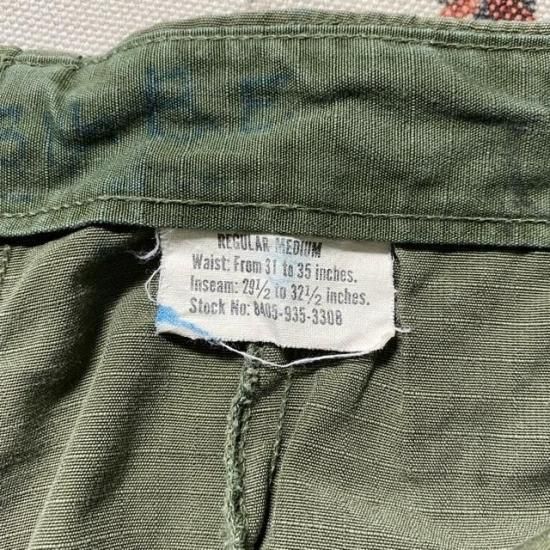 B.F
REGULAR MEDIUM
Waist: From 31 to 35 inches.
Inseam: 29½ to 32½ inches.
Stock No: 8405-935-3308